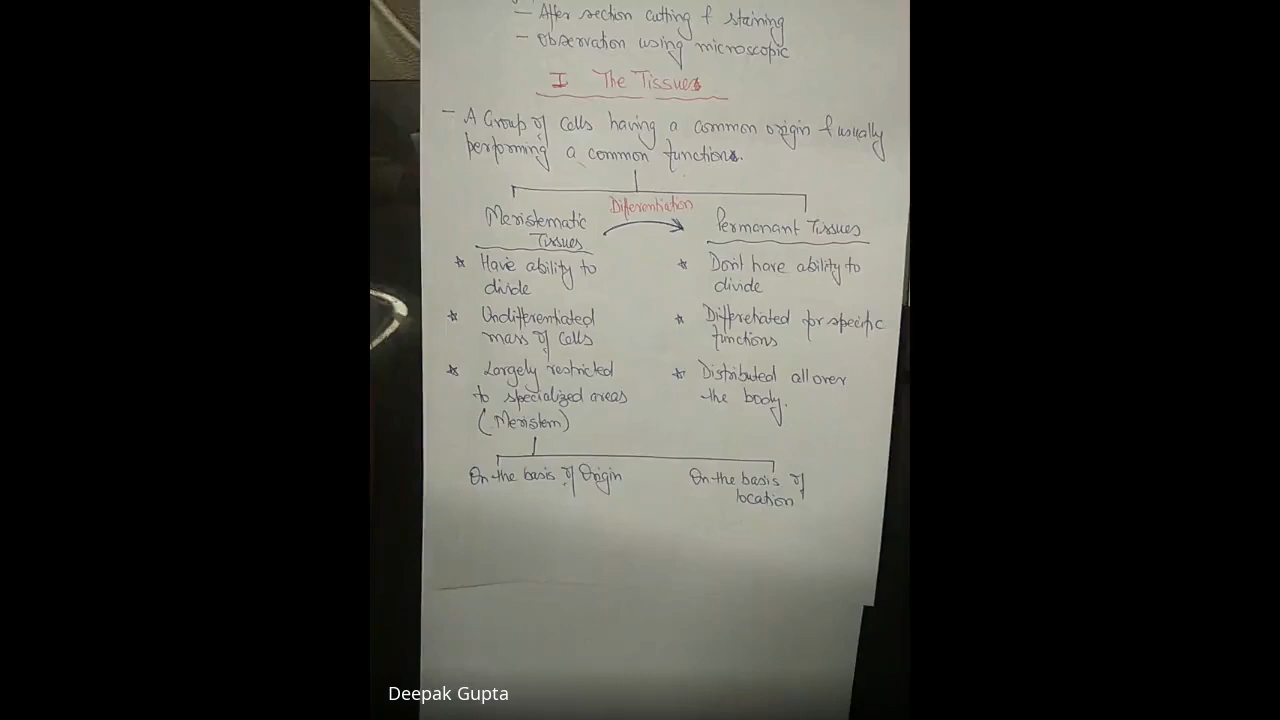 - After section cutting & staining
- Observation using microscopic
I The Tissues
- A Group of cells having a common origin & usually
performing a common function.
Differentiation
Meristematic
Tissues
Permanant Tissues
* Have ability to
divide
* Undifferentiated
mass of cells
* Largely restricted
to specialized areas
(Meristem)
* Don't have ability to
divide
* Differetiated for specific
functions
* Distributed all over
the body.
On the basis of Origin
On the basis of
location
Deepak Gupta